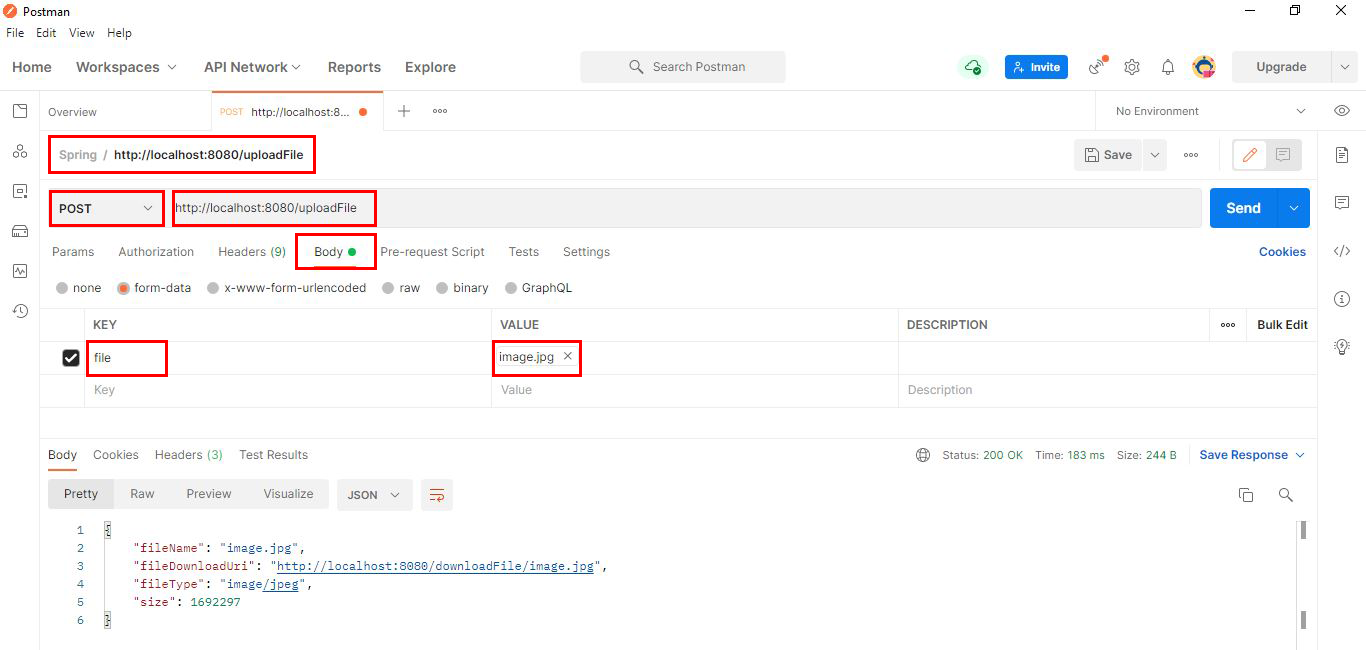 Postman
File Edit View Help
Home Workspaces API Network Reports Explore Search Postman Invite Upgrade
Overview POST http://localhost:8... No Environment
Spring / http://localhost:8080/uploadFile Save
POST http://localhost:8080/uploadFile Send
Params Authorization Headers (9) Body Pre-request Script Tests Settings Cookies
none form-data x-www-form-urlencoded raw binary GraphQL
KEY VALUE DESCRIPTION Bulk Edit
file image.jpg
Key Value Description
Body Cookies Headers (3) Test Results Status: 200 OK Time: 183 ms Size: 244 B Save Response
Pretty Raw Preview Visualize JSON
1 {
2 "fileName": "image.jpg",
3 "fileDownloadUri": "http://localhost:8080/downloadFile/image.jpg",
4 "fileType": "image/jpeg",
5 "size": 1692297
6 }